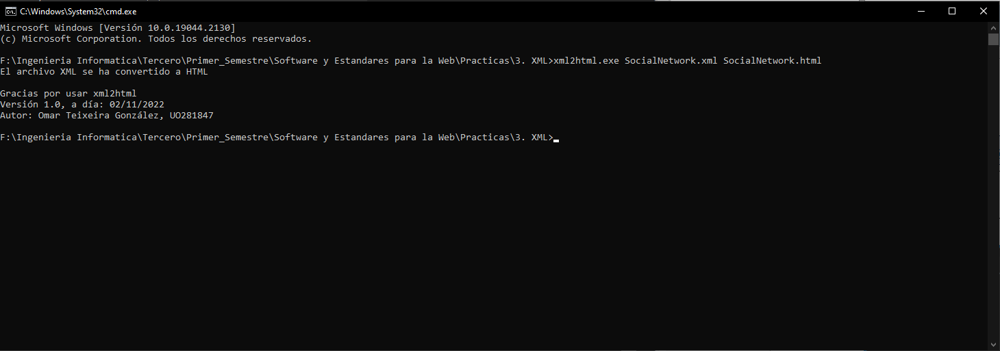 C:\Windows\System32\cmd.exe
Microsoft Windows [Versión 10.0.19044.2130]
(c) Microsoft Corporation. Todos los derechos reservados.
F:\Ingenieria Informatica\Tercero\Primer_Semestre\Software y Estandares para la Web\Practicas\3. XML>xml2html.exe SocialNetwork.xml SocialNetwork.html
El archivo XML se ha convertido a HTML
Gracias por usar xml2html
Versión 1.0, a día: 02/11/2022
Autor: Omar Teixeira González, UO281847
F:\Ingenieria Informatica\Tercero\Primer_Semestre\Software y Estandares para la Web\Practicas\3. XML>